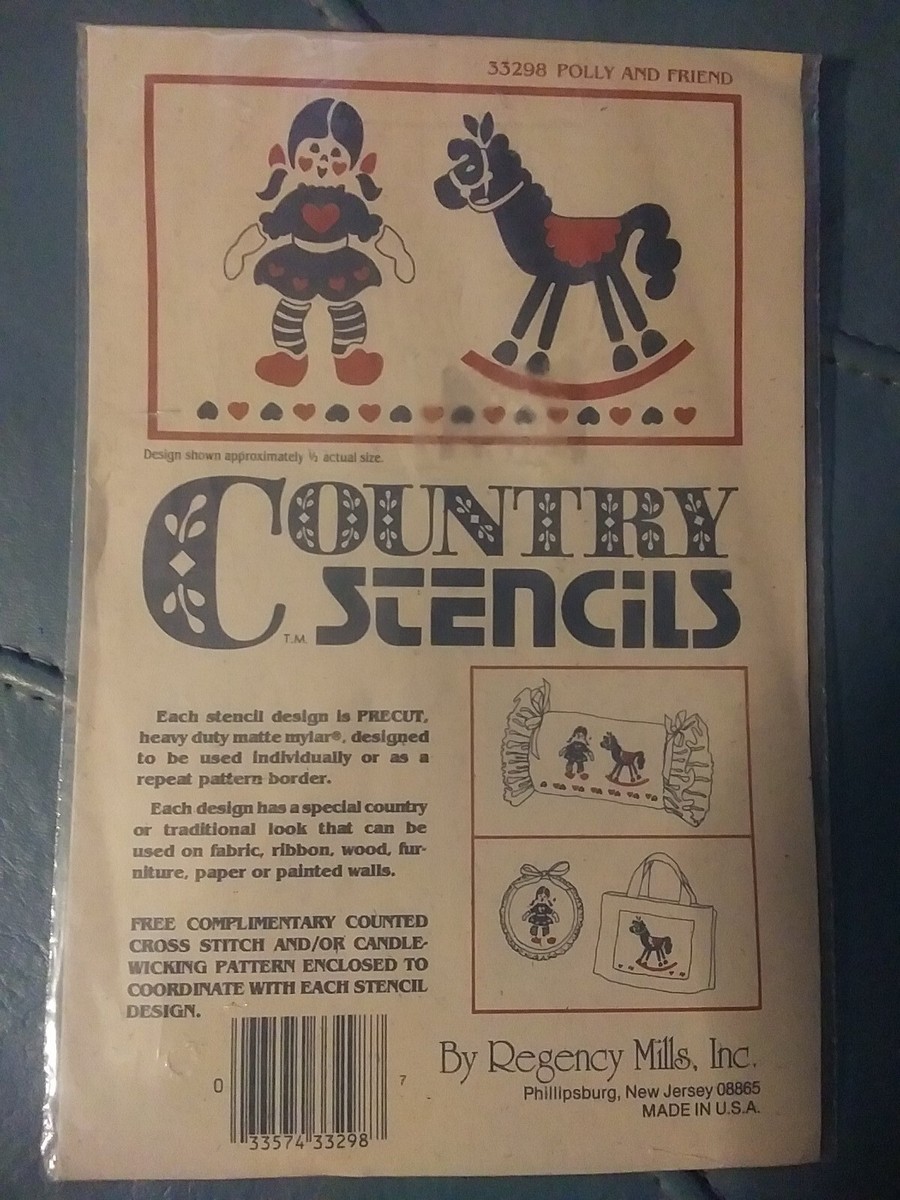 33298 POLLY AND FRIEND
Design shown approximately ½ actual size.
COUNTRY
STENCILS
T.M.
Each stencil design is PRECUT,
heavy duty matte mylar®, designed
to be used individually or as a
repeat pattern border.
Each design has a special country
or traditional look that can be
used on fabric, ribbon, wood, fur-
niture, paper or painted walls.
FREE COMPLIMENTARY COUNTED
CROSS STITCH AND/OR CANDLE-
WICKING PATTERN ENCLOSED TO
COORDINATE WITH EACH STENCIL
DESIGN.
0 33574 33298 7
By Regency Mills, Inc.
Phillipsburg, New Jersey 08865
MADE IN U.S.A.